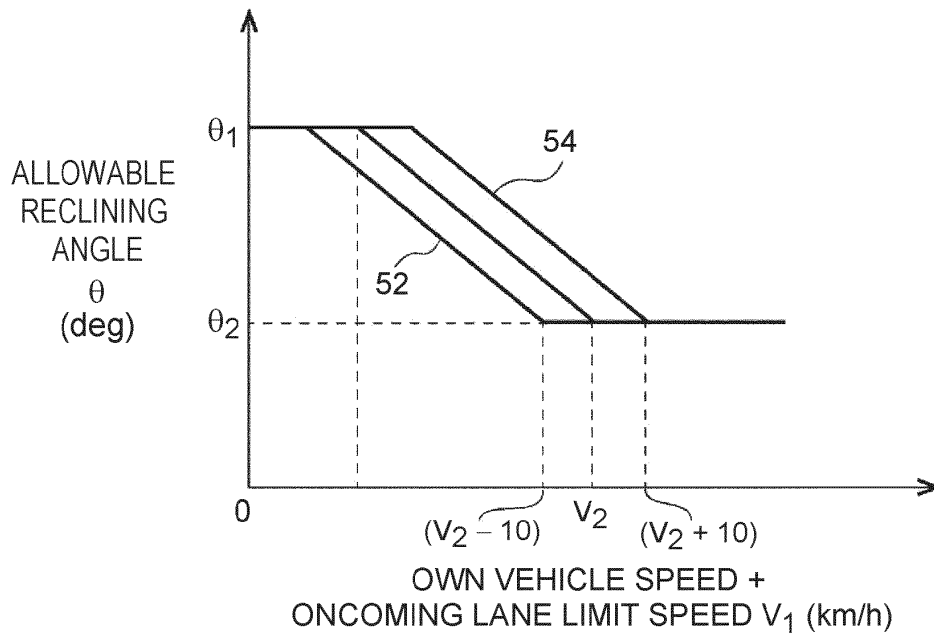 θ1
54
ALLOWABLE
RECLINING
ANGLE
θ
(deg)
52
θ2
0
(V2 – 10)
V2
(V2 + 10)
OWN VEHICLE SPEED +
ONCOMING LANE LIMIT SPEED V1 (km/h)